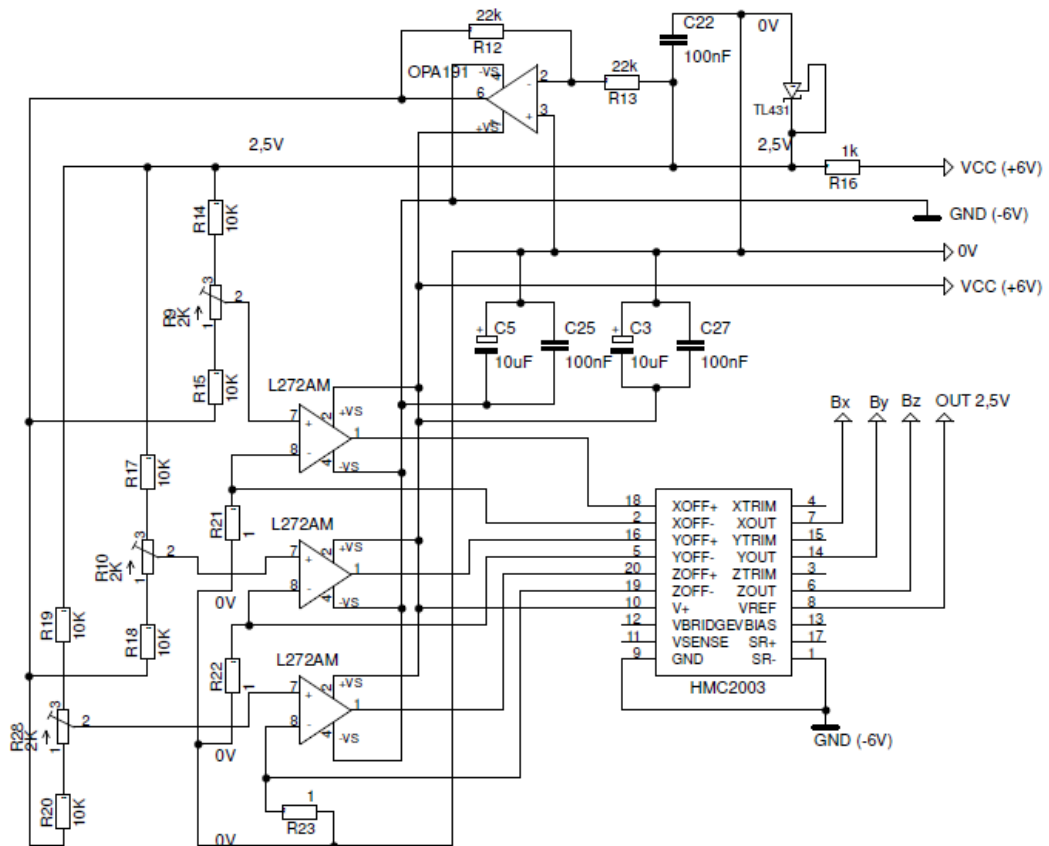 22k
R12
C22
100nF
0V
OPA191
-VS
4
6
2
-
3
+
7
+VS
22k
R13
TL431
2,5V
2,5V
1k
R16
VCC (+6V)
GND (-6V)
0V
VCC (+6V)
R14
10K
R9
2K
3
2
1
R15
10K
C5
+
10uF
C25
100nF
C3
+
10uF
C27
100nF
L272AM
7
+
8
-
2
+VS
1
4
-VS
Bx
By
Bz
OUT 2,5V
R17
10K
R21
1
L272AM
R10
2K
3
2
1
7
+
8
-
2
+VS
1
4
-VS
0V
R19
10K
R18
10K
R22
1
L272AM
R28
2K
3
2
1
7
+
8
-
2
+VS
1
4
-VS
0V
R20
10K
1
R23
0V
18 XOFF+ XTRIM 4
2 XOFF- XOUT 7
16 YOFF+ YTRIM 15
5 YOFF- YOUT 14
20 ZOFF+ ZTRIM 3
19 ZOFF- ZOUT 6
10 V+ VREF 8
12 VBRIDGEVBIAS 13
11 VSENSE SR+ 17
9 GND SR- 1
HMC2003
GND (-6V)